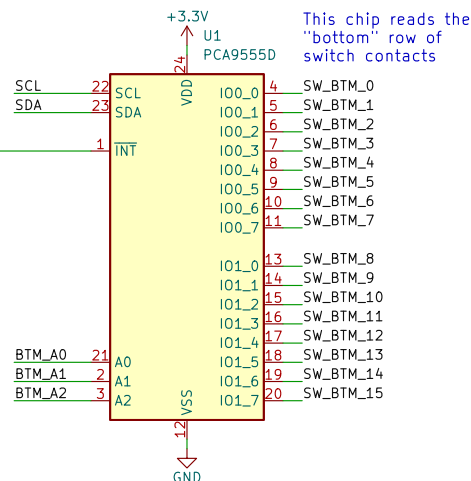 +3.3V
This chip reads the
"bottom" row of
switch contacts
U1
PCA9555D
24
VDD
SCL 22 SCL IO0_0 4 SW_BTM_0
SDA 23 SDA IO0_1 5 SW_BTM_1
IO0_2 6 SW_BTM_2
1 INT IO0_3 7 SW_BTM_3
IO0_4 8 SW_BTM_4
IO0_5 9 SW_BTM_5
IO0_6 10 SW_BTM_6
IO0_7 11 SW_BTM_7
IO1_0 13 SW_BTM_8
IO1_1 14 SW_BTM_9
IO1_2 15 SW_BTM_10
IO1_3 16 SW_BTM_11
IO1_4 17 SW_BTM_12
BTM_A0 21 A0 IO1_5 18 SW_BTM_13
BTM_A1 2 A1 IO1_6 19 SW_BTM_14
BTM_A2 3 A2 IO1_7 20 SW_BTM_15
VSS
12
GND